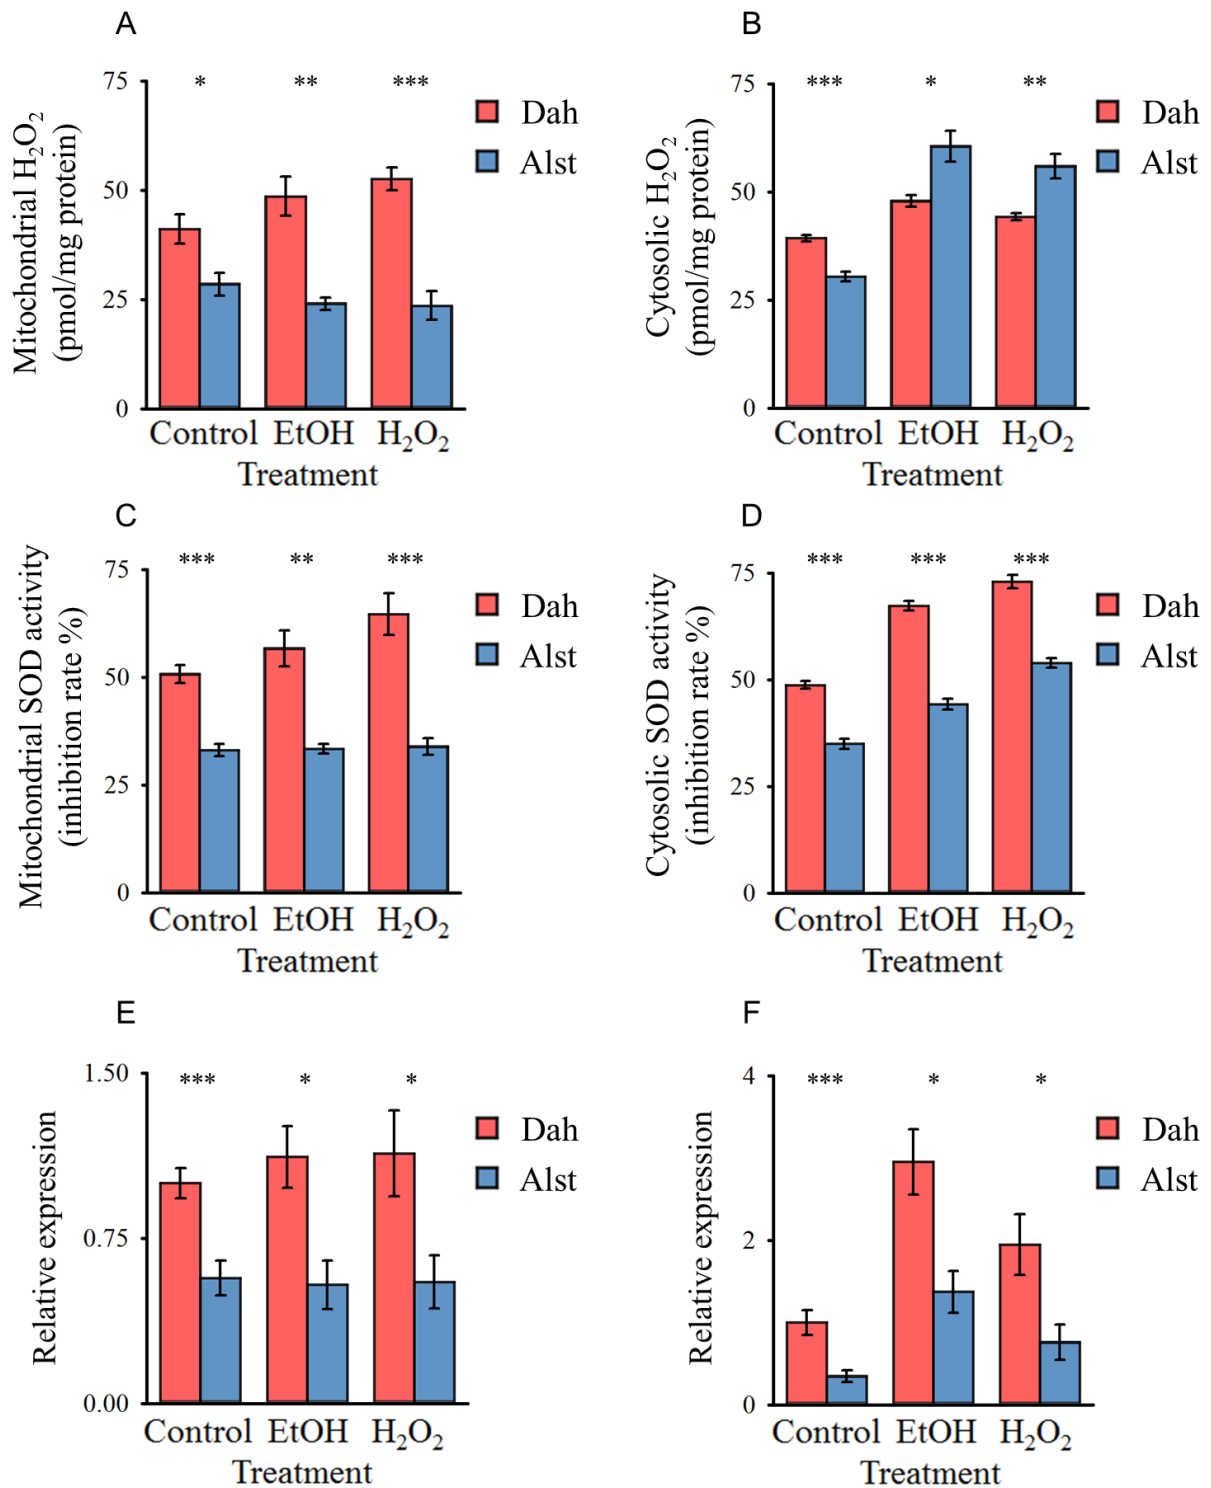 A
Mitochondrial H₂O₂
(pmol/mg protein)
75
50
25
0
*
**
***
Dah
Alst
Control
EtOH
H₂O₂
Treatment
B
Cytosolic H₂O₂
(pmol/mg protein)
75
50
25
0
***
*
**
Dah
Alst
Control
EtOH
H₂O₂
Treatment
C
Mitochondrial SOD activity
(inhibition rate %)
75
50
25
0
***
**
***
Dah
Alst
Control
EtOH
H₂O₂
Treatment
D
Cytosolic SOD activity
(inhibition rate %)
75
50
25
0
***
***
***
Dah
Alst
Control
EtOH
H₂O₂
Treatment
E
Relative expression
1.50
0.75
0.00
***
*
*
Dah
Alst
Control
EtOH
H₂O₂
Treatment
F
Relative expression
4
2
0
***
*
*
Dah
Alst
Control
EtOH
H₂O₂
Treatment